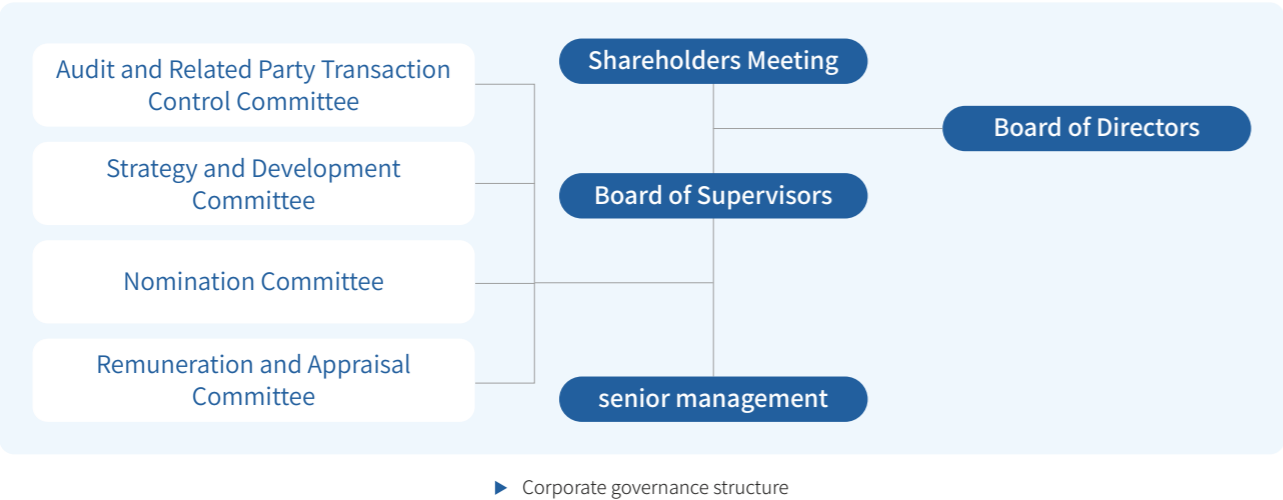 Audit and Related Party Transaction
Control Committee
Strategy and Development
Committee
Nomination Committee
Remuneration and Appraisal
Committee
Shareholders Meeting
Board of Directors
Board of Supervisors
senior management
Corporate governance structure